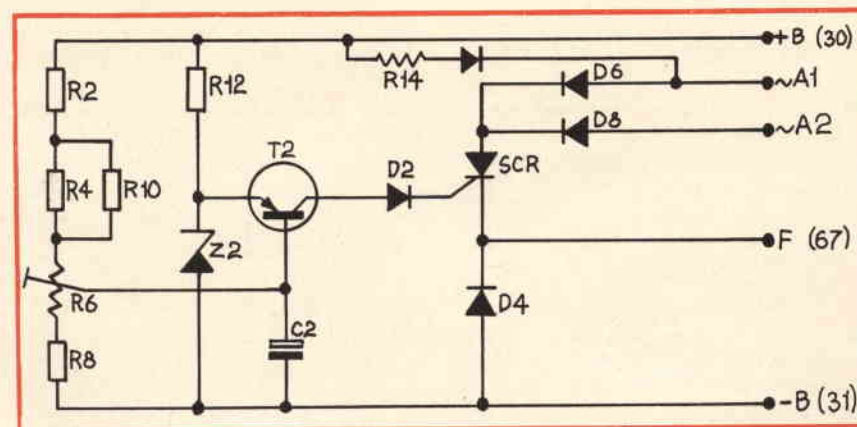 +B (30)
R14
D6
~A1
R2
R12
D8
~A2
T2
R4
R10
D2
SCR
F (67)
Z2
R6
D4
C2
R8
-B (31)